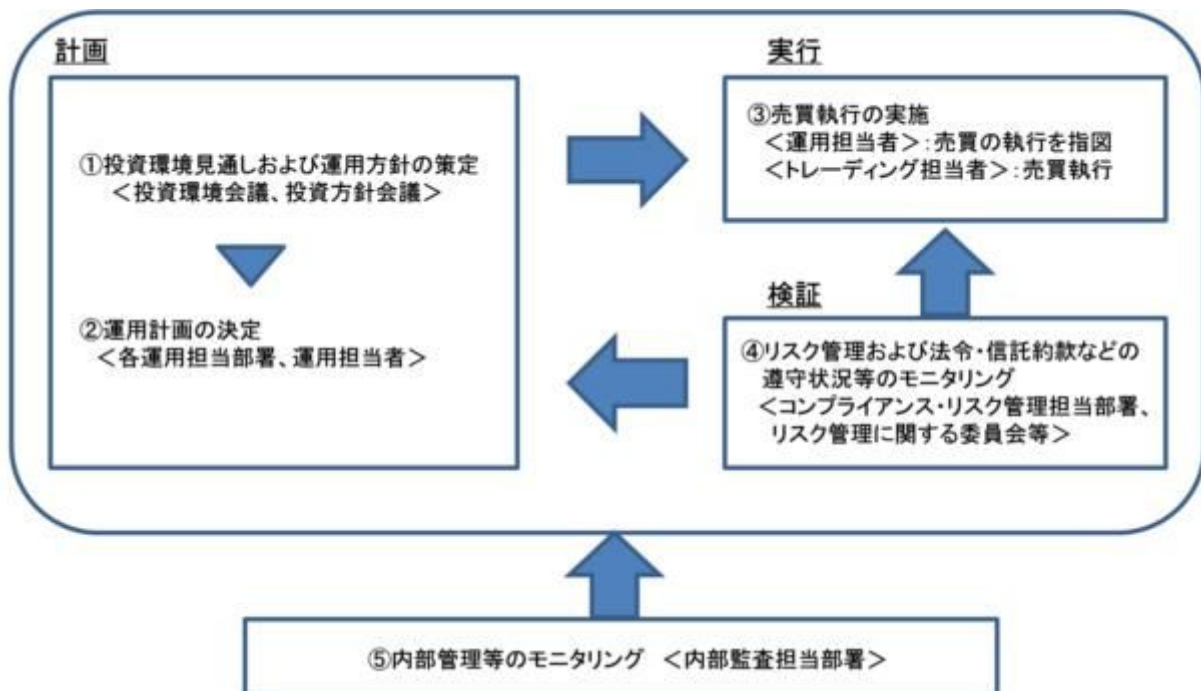 計画
①投資環境見通しおよび運用方針の策定
＜投資環境会議、投資方針会議＞
②運用計画の決定
＜各運用担当部署、運用担当者＞
実行
③売買執行の実施
＜運用担当者＞：売買の執行を指図
＜トレーディング担当者＞：売買執行
検証
④リスク管理および法令・信託約款などの
遵守状況等のモニタリング
＜コンプライアンス・リスク管理担当部署、
リスク管理に関する委員会等＞
⑤内部管理等のモニタリング ＜内部監査担当部署＞